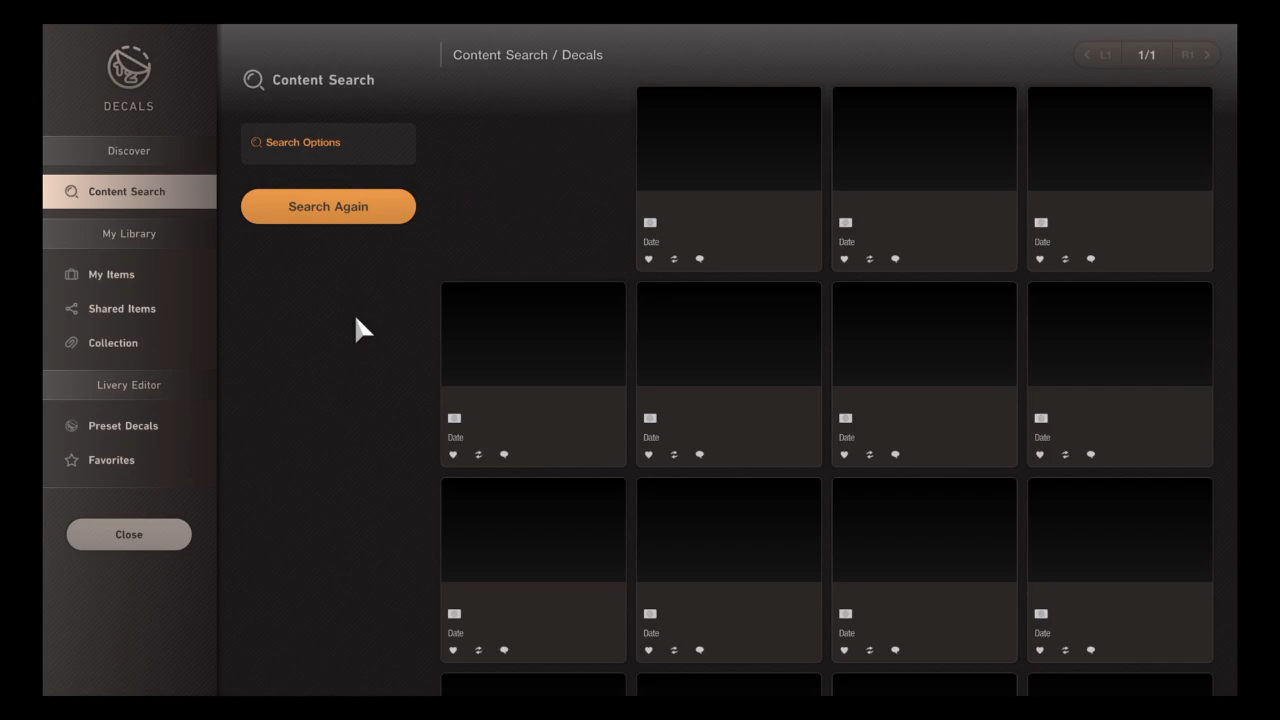 DECALS
Discover
Content Search
My Library
My Items
Shared Items
Collection
Livery Editor
Preset Decals
Favorites
Close
Content Search
Search Options
Search Again
Content Search / Decals
L1 1/1 R1
Date Date Date
Date Date Date Date
Date Date Date Date